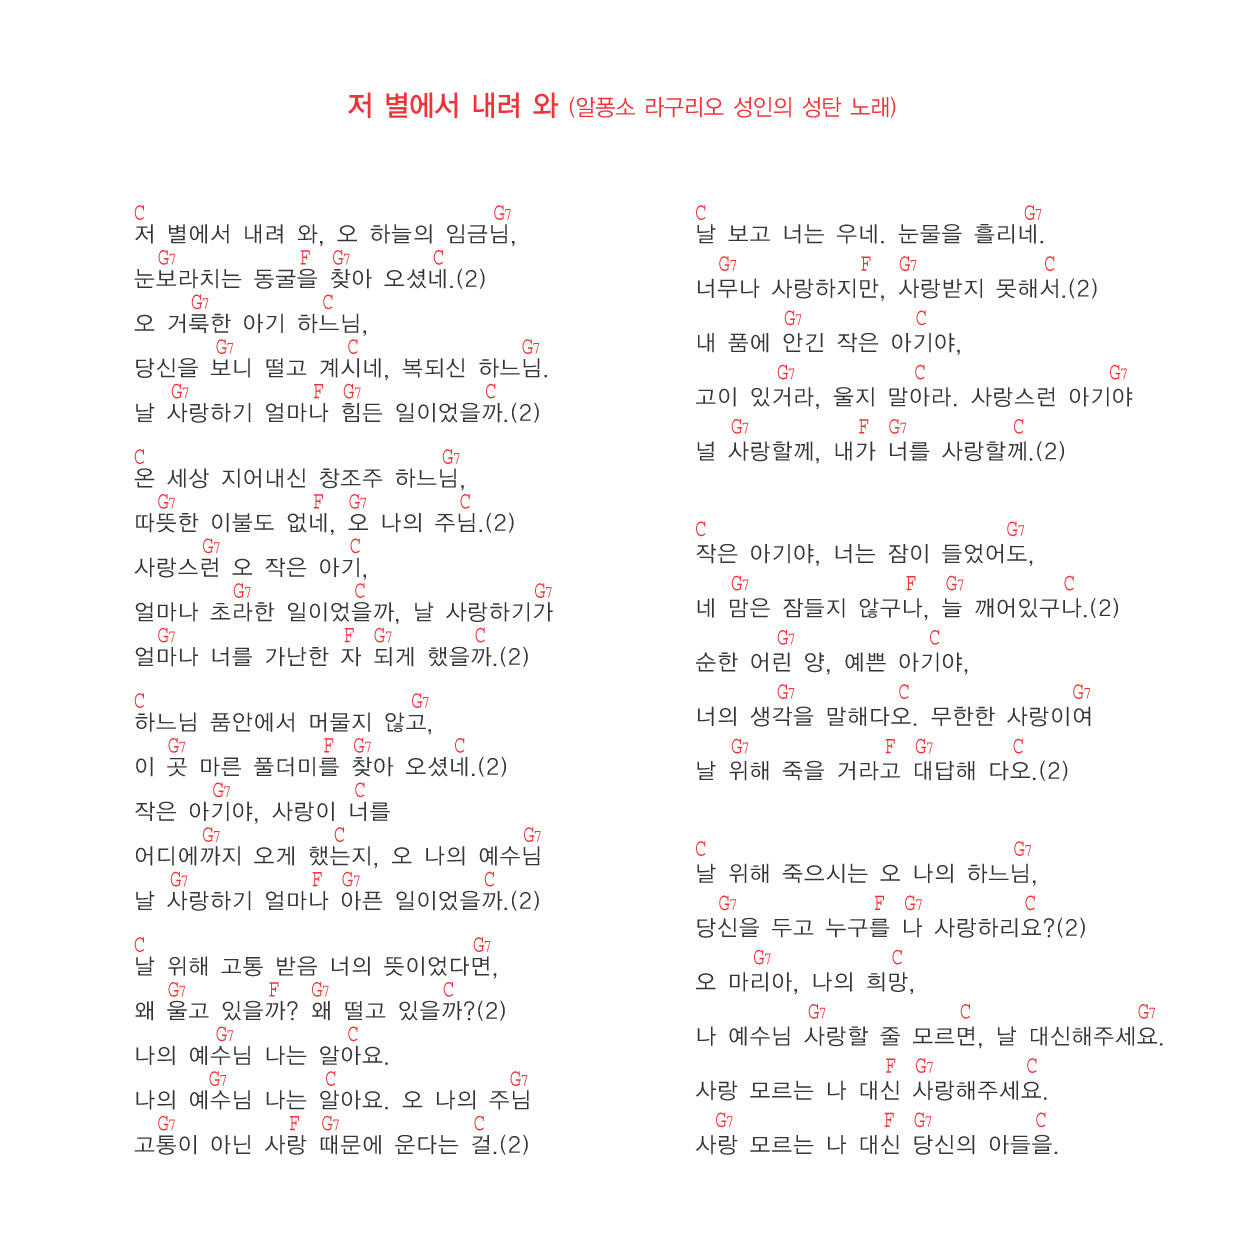 저 별에서 내려 와 (알퐁소 라구리오 성인의 성탄 노래)
C G7
저 별에서 내려 와, 오 하늘의 임금님,
G7 F G7 C
눈보라치는 동굴을 찾아 오셨네.(2)
G7 C
오 거룩한 아기 하느님,
G7 C G7
당신을 보니 떨고 계시네, 복되신 하느님.
G7 F G7 C
날 사랑하기 얼마나 힘든 일이었을까.(2)
C G7
온 세상 지어내신 창조주 하느님,
G7 F G7 C
따뜻한 이불도 없네, 오 나의 주님.(2)
G7 C
사랑스런 오 작은 아기,
G7 C G7
얼마나 초라한 일이었을까, 날 사랑하기가
G7 F G7 C
얼마나 너를 가난한 자 되게 했을까.(2)
C G7
하느님 품안에서 머물지 않고,
G7 F G7 C
이 곳 마른 풀더미를 찾아 오셨네.(2)
G7 C
작은 아기야, 사랑이 너를
G7 C G7
어디에까지 오게 했는지, 오 나의 예수님
G7 F G7 C
날 사랑하기 얼마나 아픈 일이었을까.(2)
C G7
날 위해 고통 받음 너의 뜻이었다면,
G7 F G7 C
왜 울고 있을까? 왜 떨고 있을까?(2)
G7 C
나의 예수님 나는 알아요.
G7 C G7
나의 예수님 나는 알아요. 오 나의 주님
G7 F G7 C
고통이 아닌 사랑 때문에 운다는 걸.(2)
C G7
날 보고 너는 우네. 눈물을 흘리네.
G7 F G7 C
너무나 사랑하지만, 사랑받지 못해서.(2)
G7 C
내 품에 안긴 작은 아기야,
G7 C G7
고이 있거라, 울지 말아라. 사랑스런 아기야
G7 F G7 C
널 사랑할께, 내가 너를 사랑할께.(2)
C G7
작은 아기야, 너는 잠이 들었어도,
G7 F G7 C
네 맘은 잠들지 않구나, 늘 깨어있구나.(2)
G7 C
순한 어린 양, 예쁜 아기야,
G7 C G7
너의 생각을 말해다오. 무한한 사랑이여
G7 F G7 C
날 위해 죽을 거라고 대답해 다오.(2)
C G7
날 위해 죽으시는 오 나의 하느님,
G7 F G7 C
당신을 두고 누구를 나 사랑하리요?(2)
G7 C
오 마리아, 나의 희망,
G7 C G7
나 예수님 사랑할 줄 모르면, 날 대신해주세요.
F G7 C
사랑 모르는 나 대신 사랑해주세요.
G7 F G7 C
사랑 모르는 나 대신 당신의 아들을.